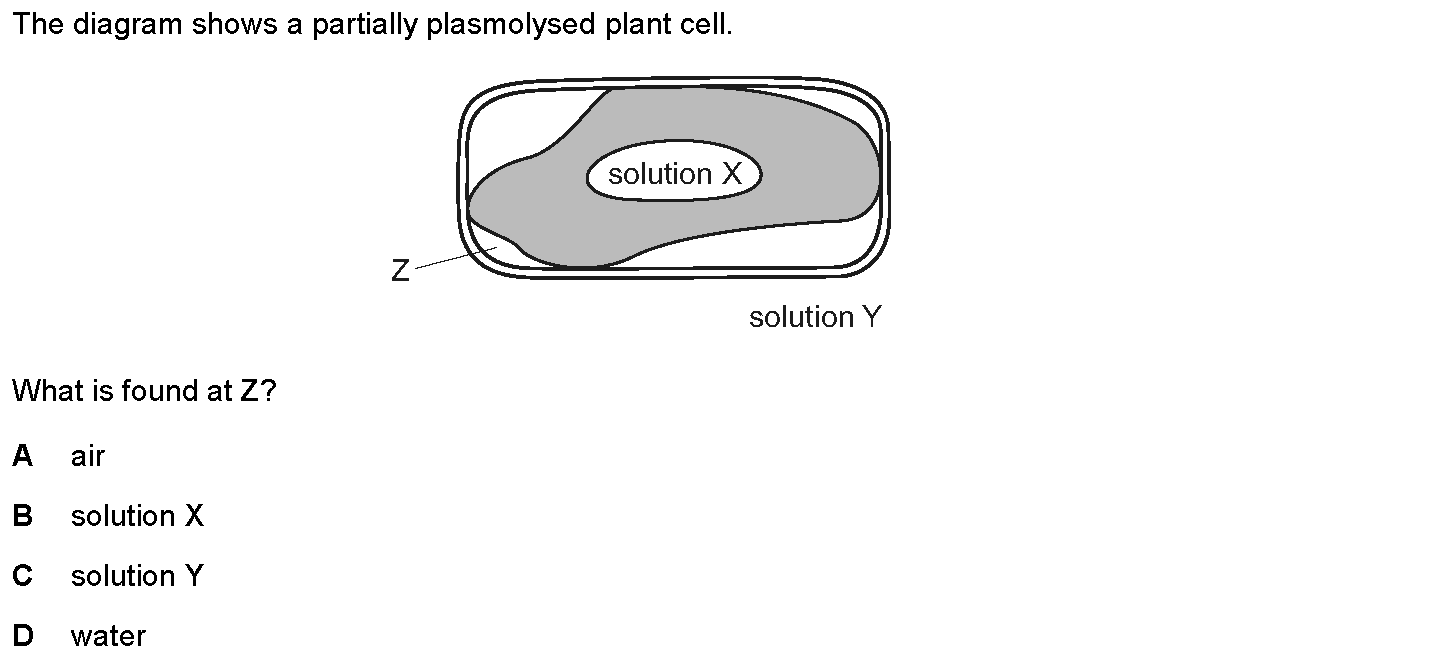 The diagram shows a partially plasmolysed plant cell.
solution X
Z
solution Y
What is found at Z?
A air
B solution X
C solution Y
D water